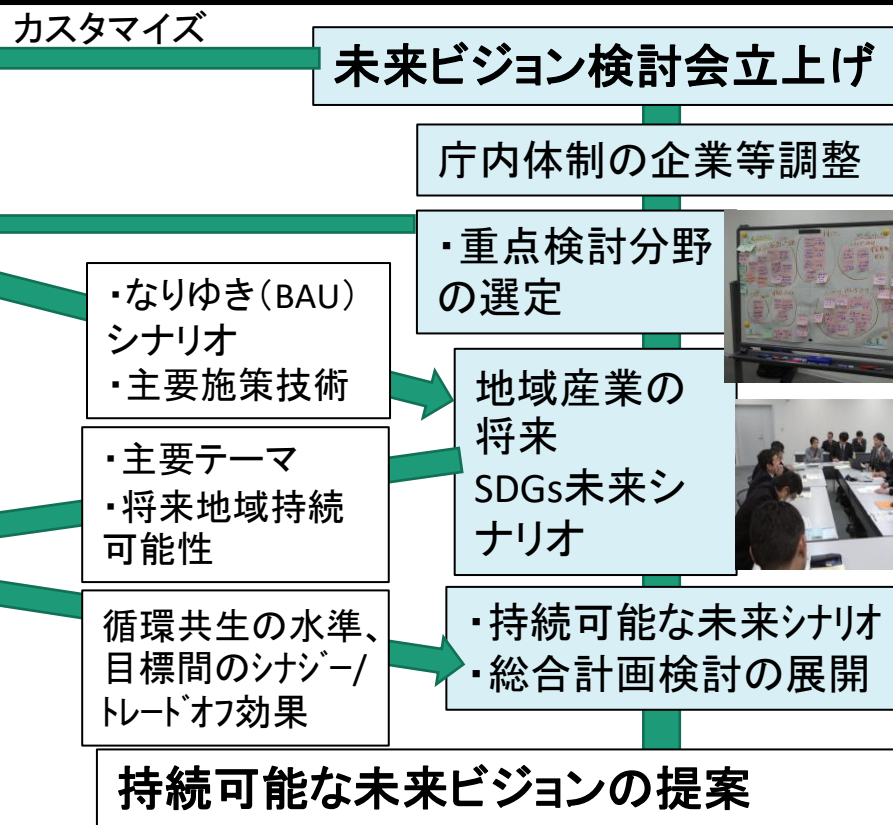 カスタマイズ
未来ビジョン検討会立上げ
庁内体制の企業等調整
・重点検討分野
の選定
・なりゆき（BAU）
シナリオ
・主要施策技術
地域産業の
将来
SDGs未来シ
ナリオ
・主要テーマ
・将来地域持続
可能性
循環共生の水準、
目標間のシナジー/
トレードオフ効果
・持続可能な未来シナリオ
・総合計画検討の展開
持続可能な未来ビジョンの提案